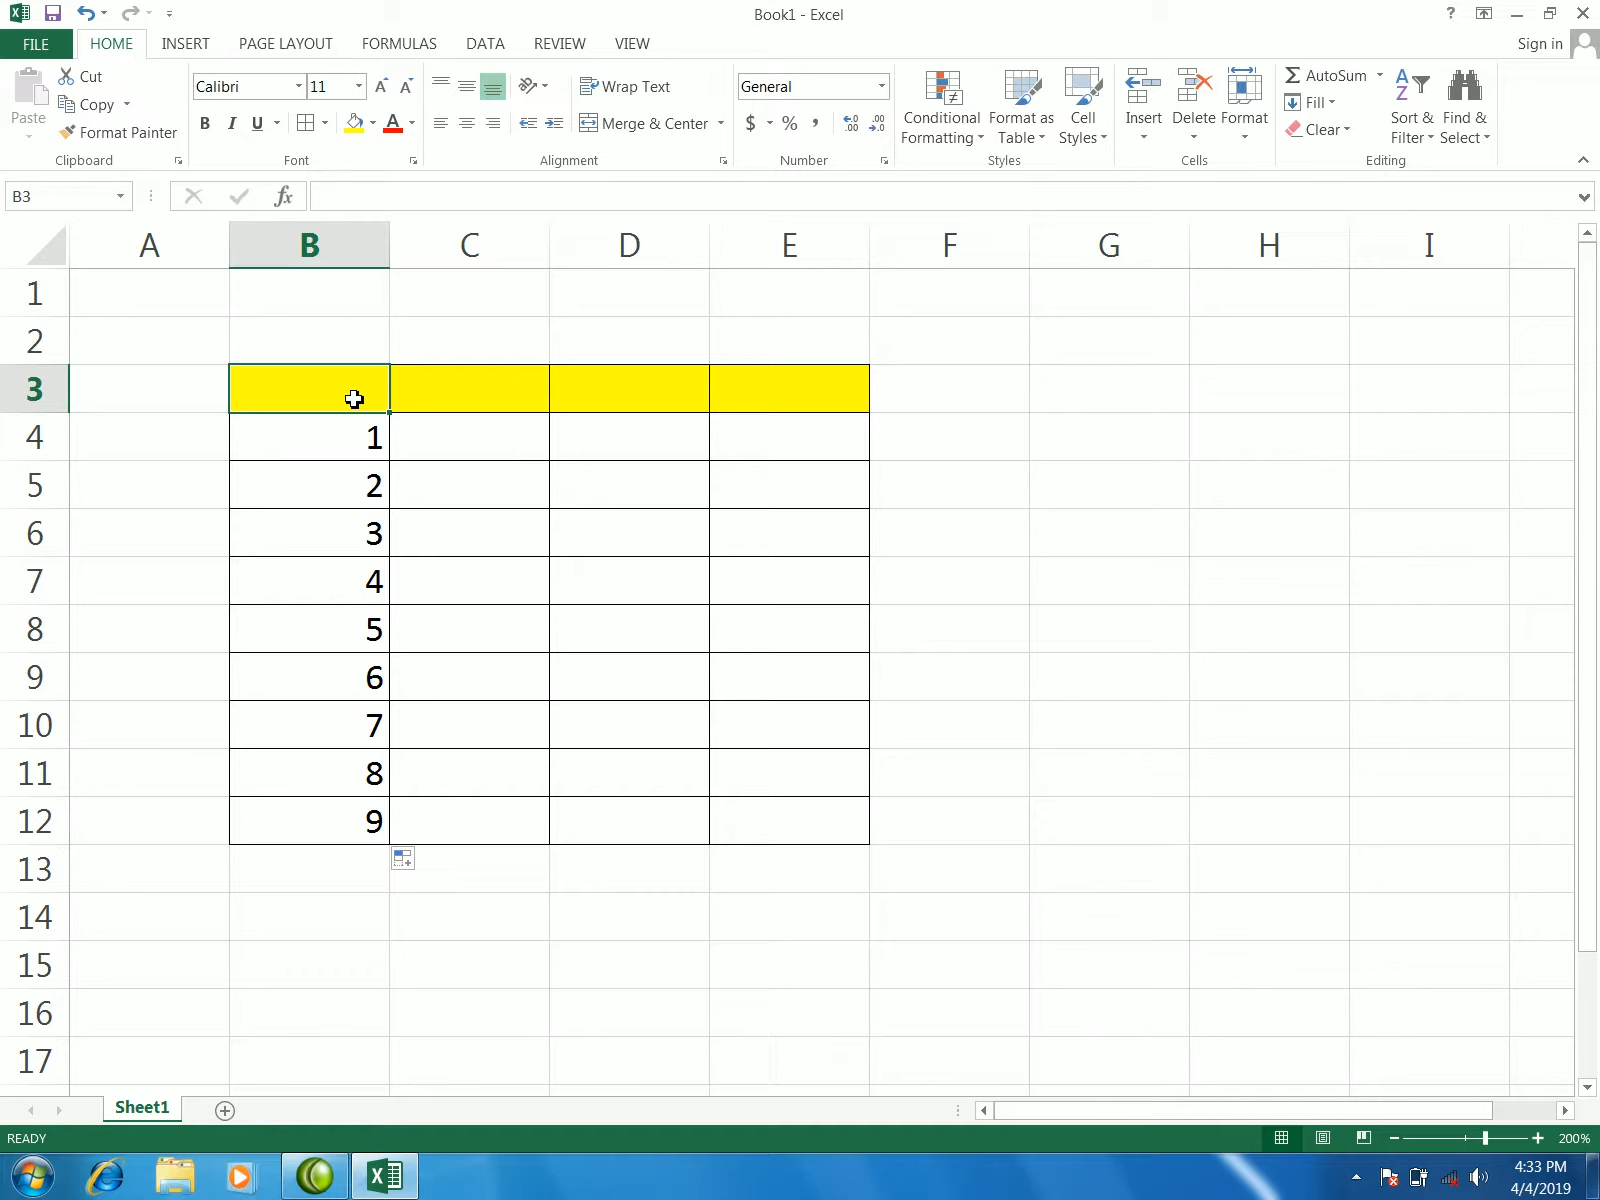 Book1 - Excel
?
FILE HOME INSERT PAGE LAYOUT FORMULAS DATA REVIEW VIEW Sign in
Paste
Cut
Copy
Format Painter
Clipboard
Calibri 11
B I U
Font
Wrap Text
Merge & Center
Alignment
General
$ % ,
Number
Conditional Formatting
Format as Table
Cell Styles
Styles
Insert
Delete
Format
Cells
AutoSum
Fill
Clear
Sort & Filter
Find & Select
Editing
B3
fx
A B C D E F G H I
1
2
3
4 1
5 2
6 3
7 4
8 5
9 6
10 7
11 8
12 9
13
14
15
16
17
Sheet1
READY
200%
4:33 PM
4/4/2019